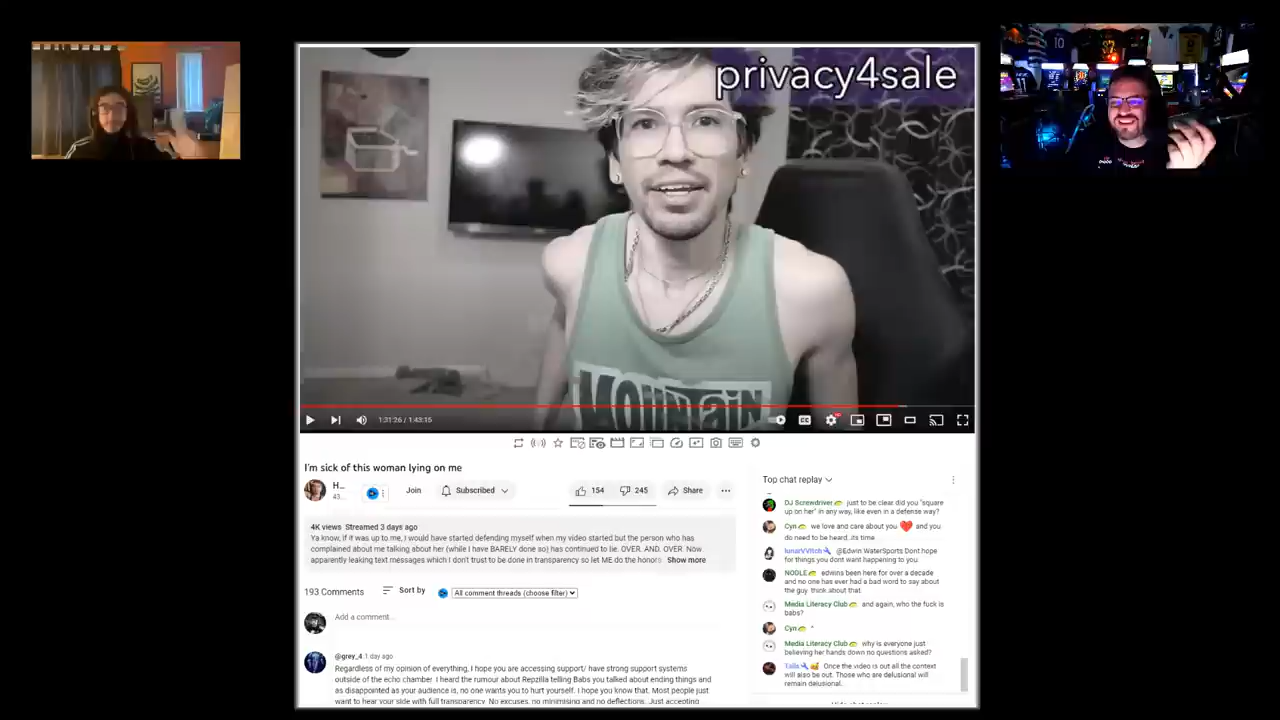 privacy4sale
MOUNTAIN
1:31:26 / 1:43:15
I'm sick of this woman lying on me
H...
43...
Join
Subscribed
154
245
Share
4K views Streamed 3 days ago
Ya know, if it was up to me, I would have started defending myself when my video started but the person who has
complained about me talking about her (while I have BARELY done so) has continued to lie. OVER. AND. OVER. Now
apparently leaking text messages which I don't trust to be done in transparency so let ME do the honors
Show more
193 Comments
Sort by
All comment threads (choose filter)
Add a comment...
@grey_4 1 day ago
Regardless of my opinion of everything, I hope you are accessing support/ have strong support systems
outside of the echo chamber. I heard the rumour about Repzilla telling Babs you talked about ending things and
as disappointed as your audience is, no one wants you to hurt yourself. I hope you know that. Most people just
want to hear your side with full transparency. No excuses, no minimising and no deflections. Just accepting
Top chat replay
DJ Screwdriver just to be clear did you "square
up on her" in any way, like even in a defense way?
Cyn we love and care about you and you
do need to be heard..its time
lunarVVitch @Edwin WaterSports Dont hope
for things you dont want happening to you.
NOOLE edwins been here for over a decade
and no one has ever had a bad word to say about
the guy. think about that.
Media Literacy Club and again, who the fuck is
babs?
Cyn *
Media Literacy Club why is everyone just
believing her hands down no questions asked?
Taila Once the video is out all the context
will also be out. Those who are delusional will
remain delusional.
Hide chat replay